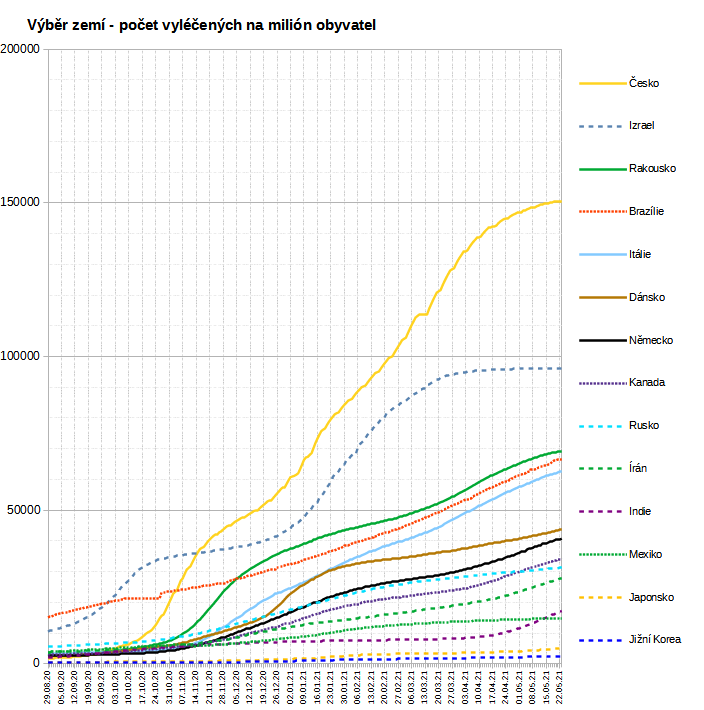 Výběr zemí - počet vyléčených na milión obyvatel
200000
150000
100000
50000
0
Česko
Izrael
Rakousko
Brazílie
Itálie
Dánsko
Německo
Kanada
Rusko
Írán
Indie
Mexiko
Japonsko
Jižní Korea
29.08.20
05.09.20
12.09.20
19.09.20
26.09.20
03.10.20
10.10.20
17.10.20
24.10.20
31.10.20
07.11.20
14.11.20
21.11.20
28.11.20
05.12.20
12.12.20
19.12.20
26.12.20
02.01.21
09.01.21
16.01.21
23.01.21
30.01.21
06.02.21
13.02.21
20.02.21
27.02.21
06.03.21
13.03.21
20.03.21
27.03.21
03.04.21
10.04.21
17.04.21
24.04.21
01.05.21
08.05.21
15.05.21
22.05.21